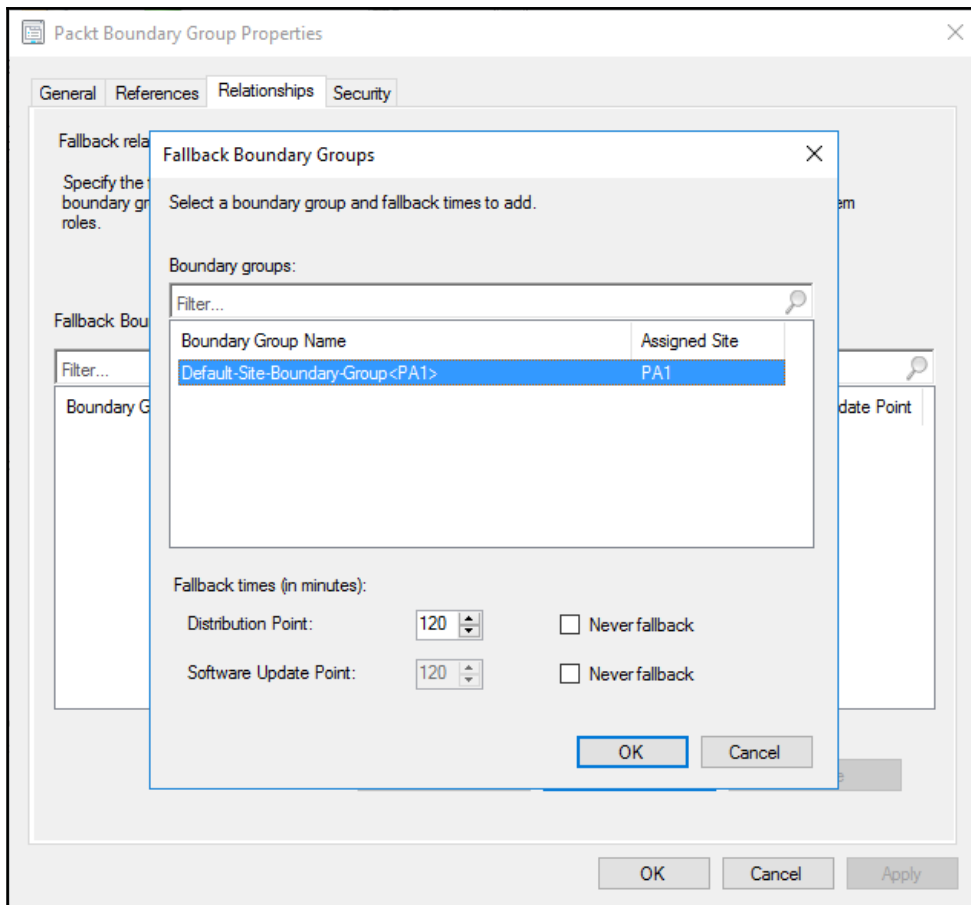 Packt Boundary Group Properties
General References Relationships Security
Fallback rela
Specify the
boundary gr
roles.
em
Fallback Bou
Filter...
Boundary G
date Point
Fallback Boundary Groups
Select a boundary group and fallback times to add.
Boundary groups:
Filter...
Boundary Group Name Assigned Site
Default-Site-Boundary-Group<PA1> PA1
Fallback times (in minutes):
Distribution Point: 120 Never fallback
Software Update Point: 120 Never fallback
OK Cancel
e
OK Cancel Apply